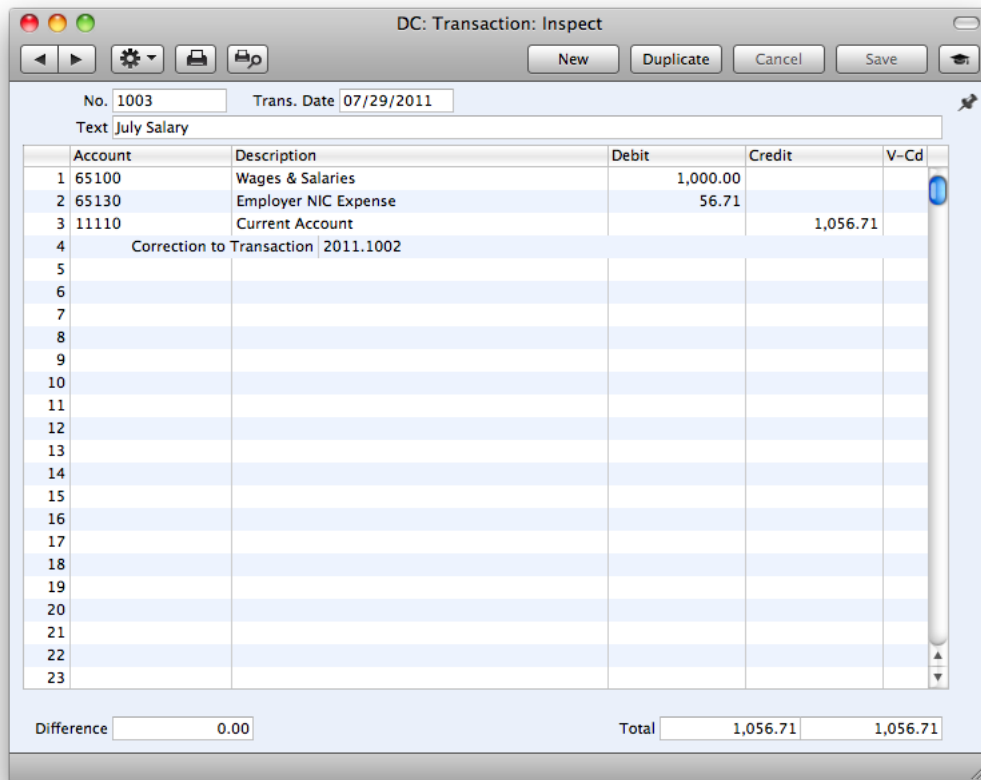 DC: Transaction: Inspect
New Duplicate Cancel Save
No. 1003 Trans. Date 07/29/2011
Text July Salary
Account Description Debit Credit V-Cd
1 65100 Wages & Salaries 1,000.00
2 65130 Employer NIC Expense 56.71
3 11110 Current Account 1,056.71
4 Correction to Transaction 2011.1002
5
6
7
8
9
10
11
12
13
14
15
16
17
18
19
20
21
22
23
Difference 0.00 Total 1,056.71 1,056.71